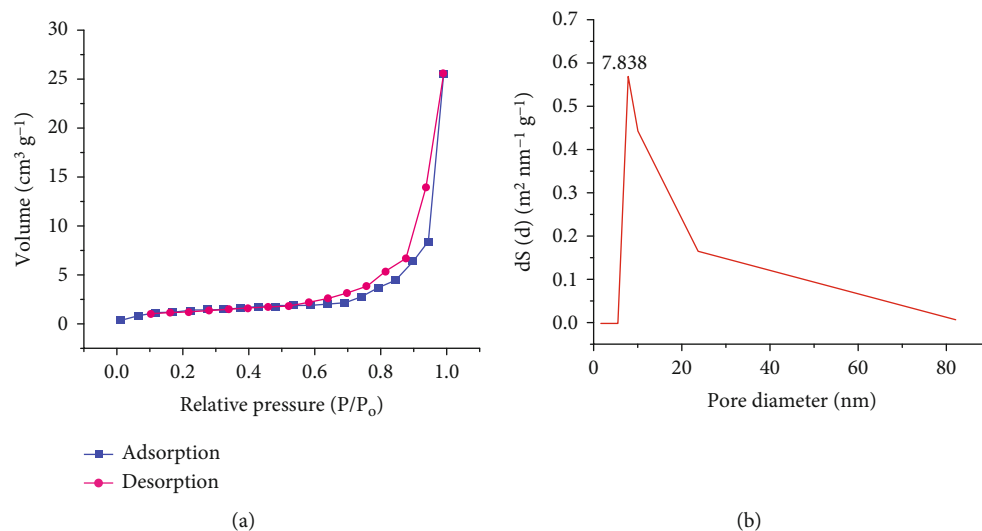 30
25
20
15
10
5
0
Volume (cm³ g⁻¹)
0.0 0.2 0.4 0.6 0.8 1.0
Relative pressure (P/Pₒ)
Adsorption
Desorption
(a)
0.7
0.6
0.5
0.4
0.3
0.2
0.1
0.0
dS (d) (m² nm⁻¹ g⁻¹)
7.838
0 20 40 60 80
Pore diameter (nm)
(b)